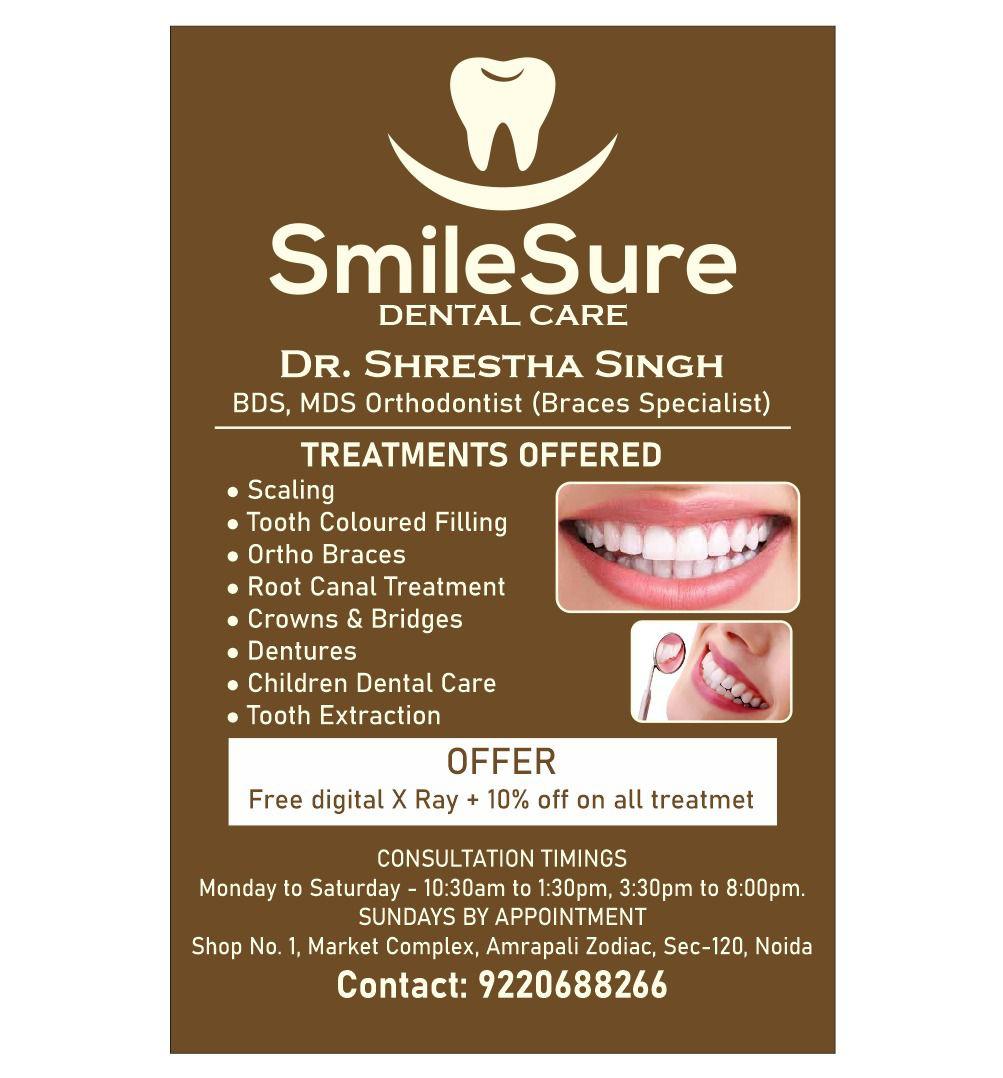 SmileSure
DENTAL CARE
DR. SHRESTHA SINGH
BDS, MDS Orthodontist (Braces Specialist)
TREATMENTS OFFERED
• Scaling
• Tooth Coloured Filling
• Ortho Braces
• Root Canal Treatment
• Crowns & Bridges
• Dentures
• Children Dental Care
• Tooth Extraction
OFFER
Free digital X Ray + 10% off on all treatmet
CONSULTATION TIMINGS
Monday to Saturday - 10:30am to 1:30pm, 3:30pm to 8:00pm.
SUNDAYS BY APPOINTMENT
Shop No. 1, Market Complex, Amrapali Zodiac, Sec-120, Noida
Contact: 9220688266